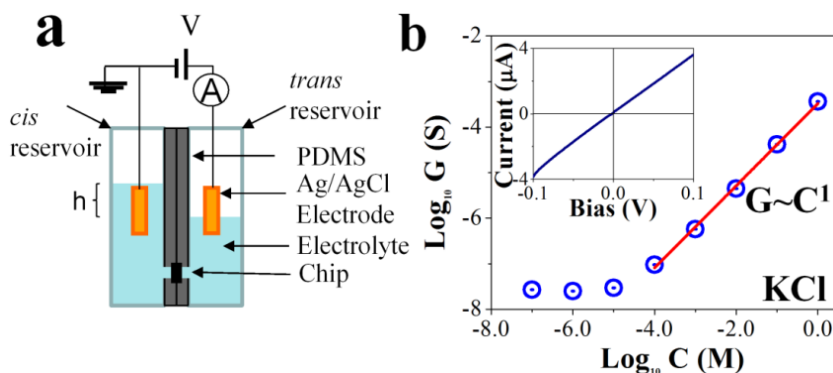 a
V
A
cis
reservoir
trans
reservoir
h
PDMS
Ag/AgCl
Electrode
Electrolyte
Chip
b
Log₁₀ G (S)
-2
-4
-6
-8
Current (μA)
4
0
-4
-0.1
0.0
0.1
Bias (V)
G~C¹
KCl
-8.0
-6.0
-4.0
-2.0
0.0
Log₁₀ C (M)